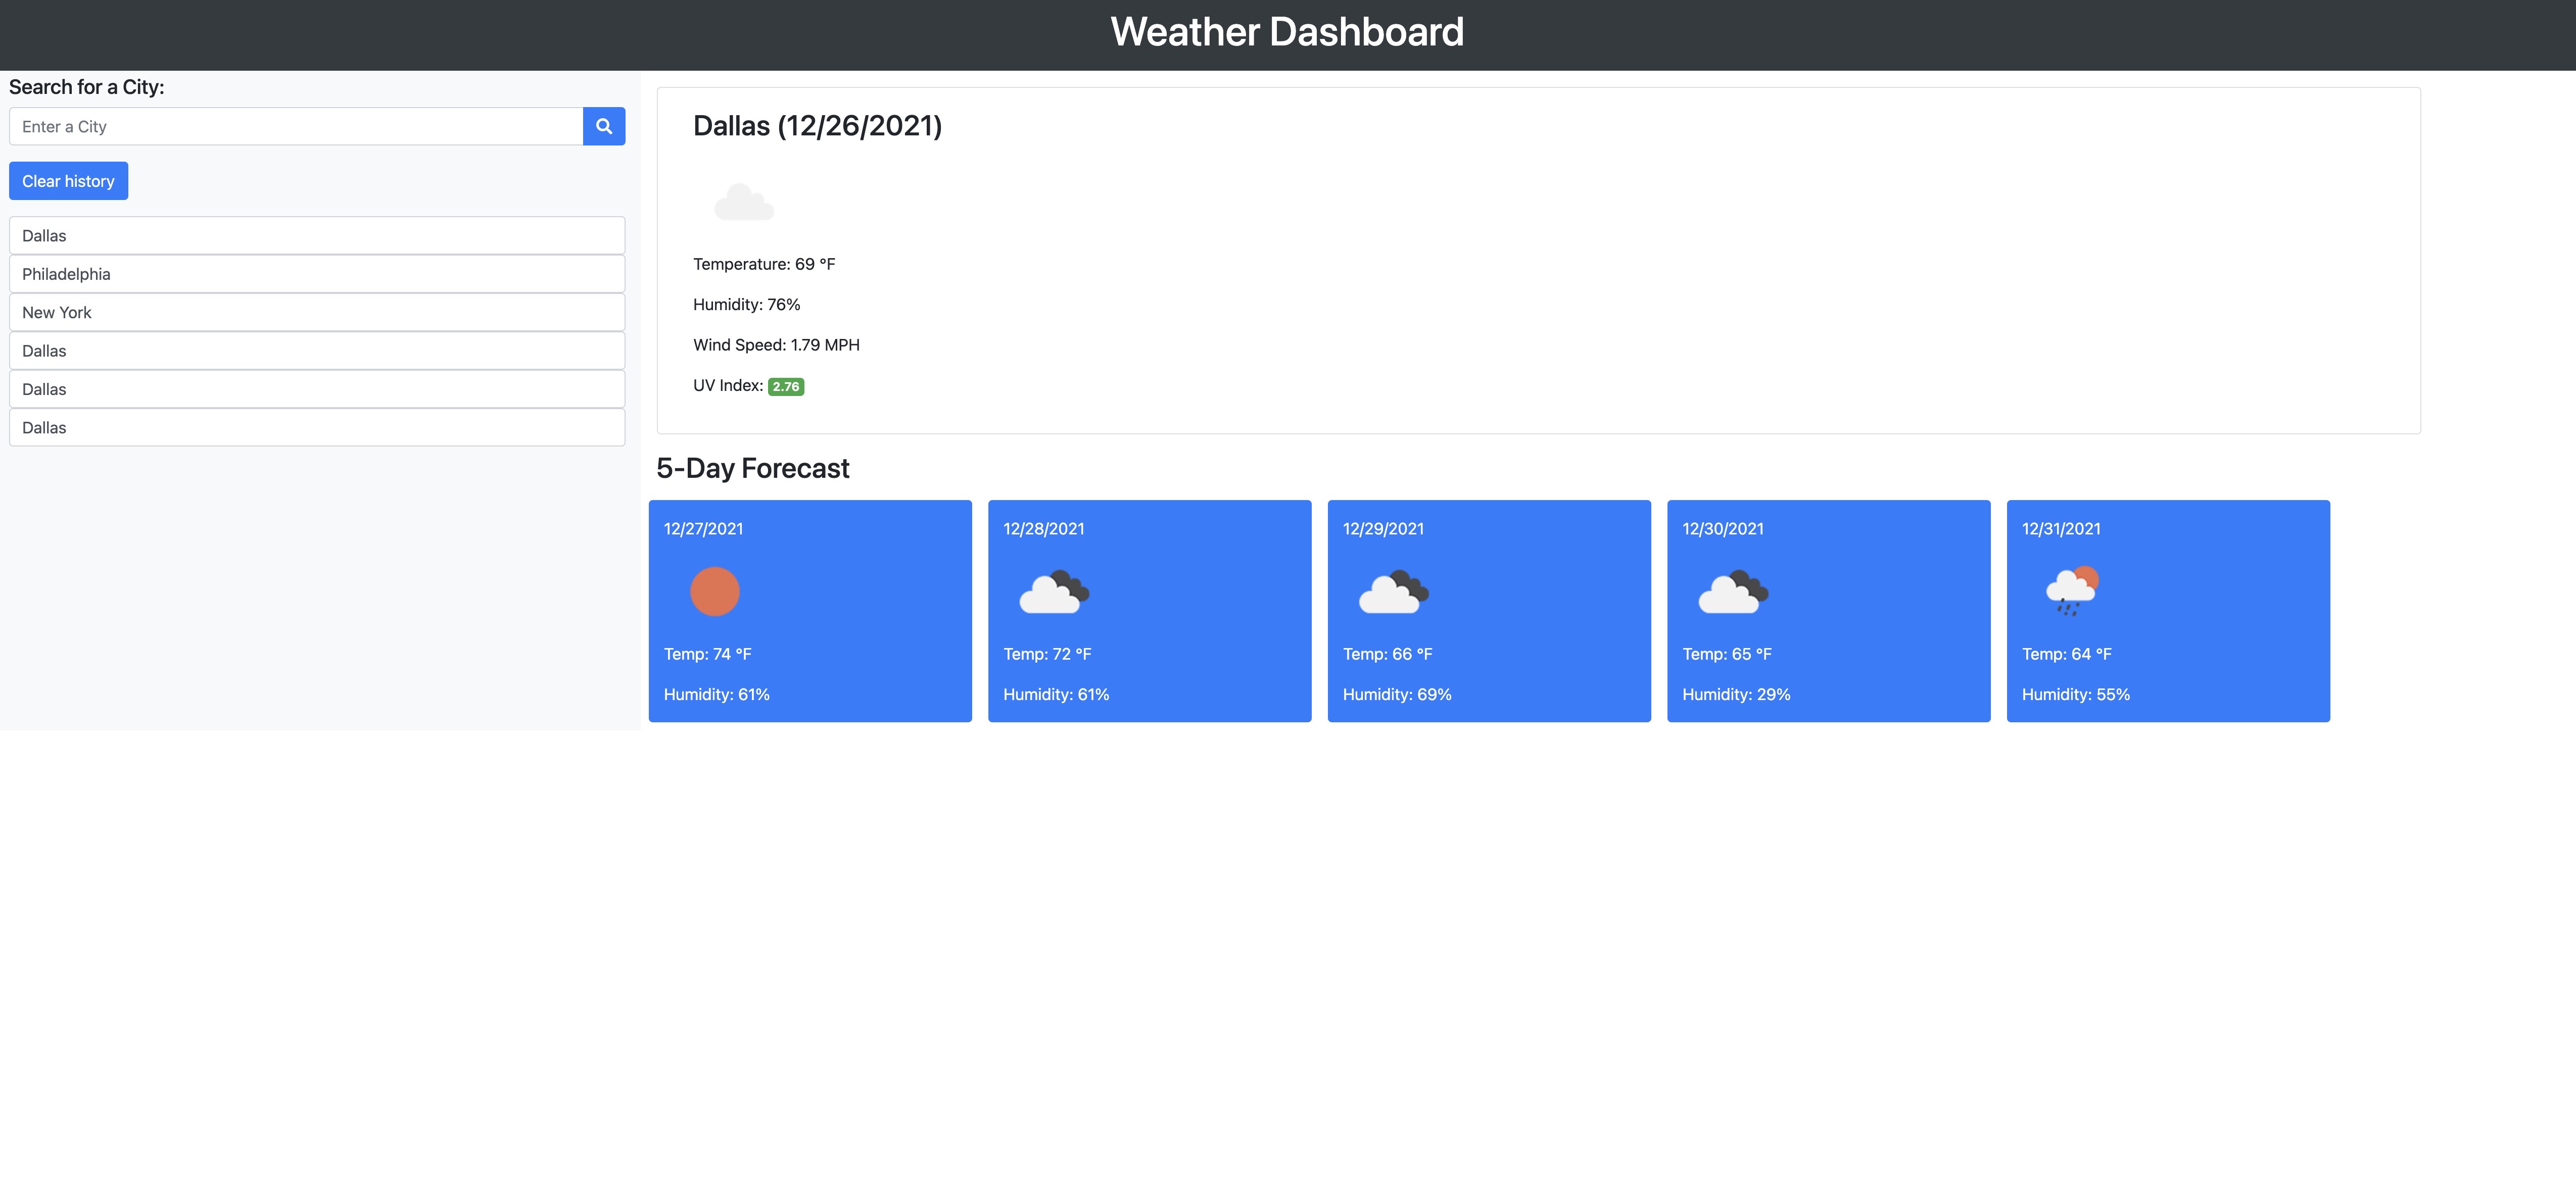 Weather Dashboard
Search for a City:
Enter a City
Clear history
Dallas
Philadelphia
New York
Dallas
Dallas
Dallas
Dallas (12/26/2021)
Temperature: 69 °F
Humidity: 76%
Wind Speed: 1.79 MPH
UV Index: 2.76
5-Day Forecast
12/27/2021
Temp: 74 °F
Humidity: 61%
12/28/2021
Temp: 72 °F
Humidity: 61%
12/29/2021
Temp: 66 °F
Humidity: 69%
12/30/2021
Temp: 65 °F
Humidity: 29%
12/31/2021
Temp: 64 °F
Humidity: 55%